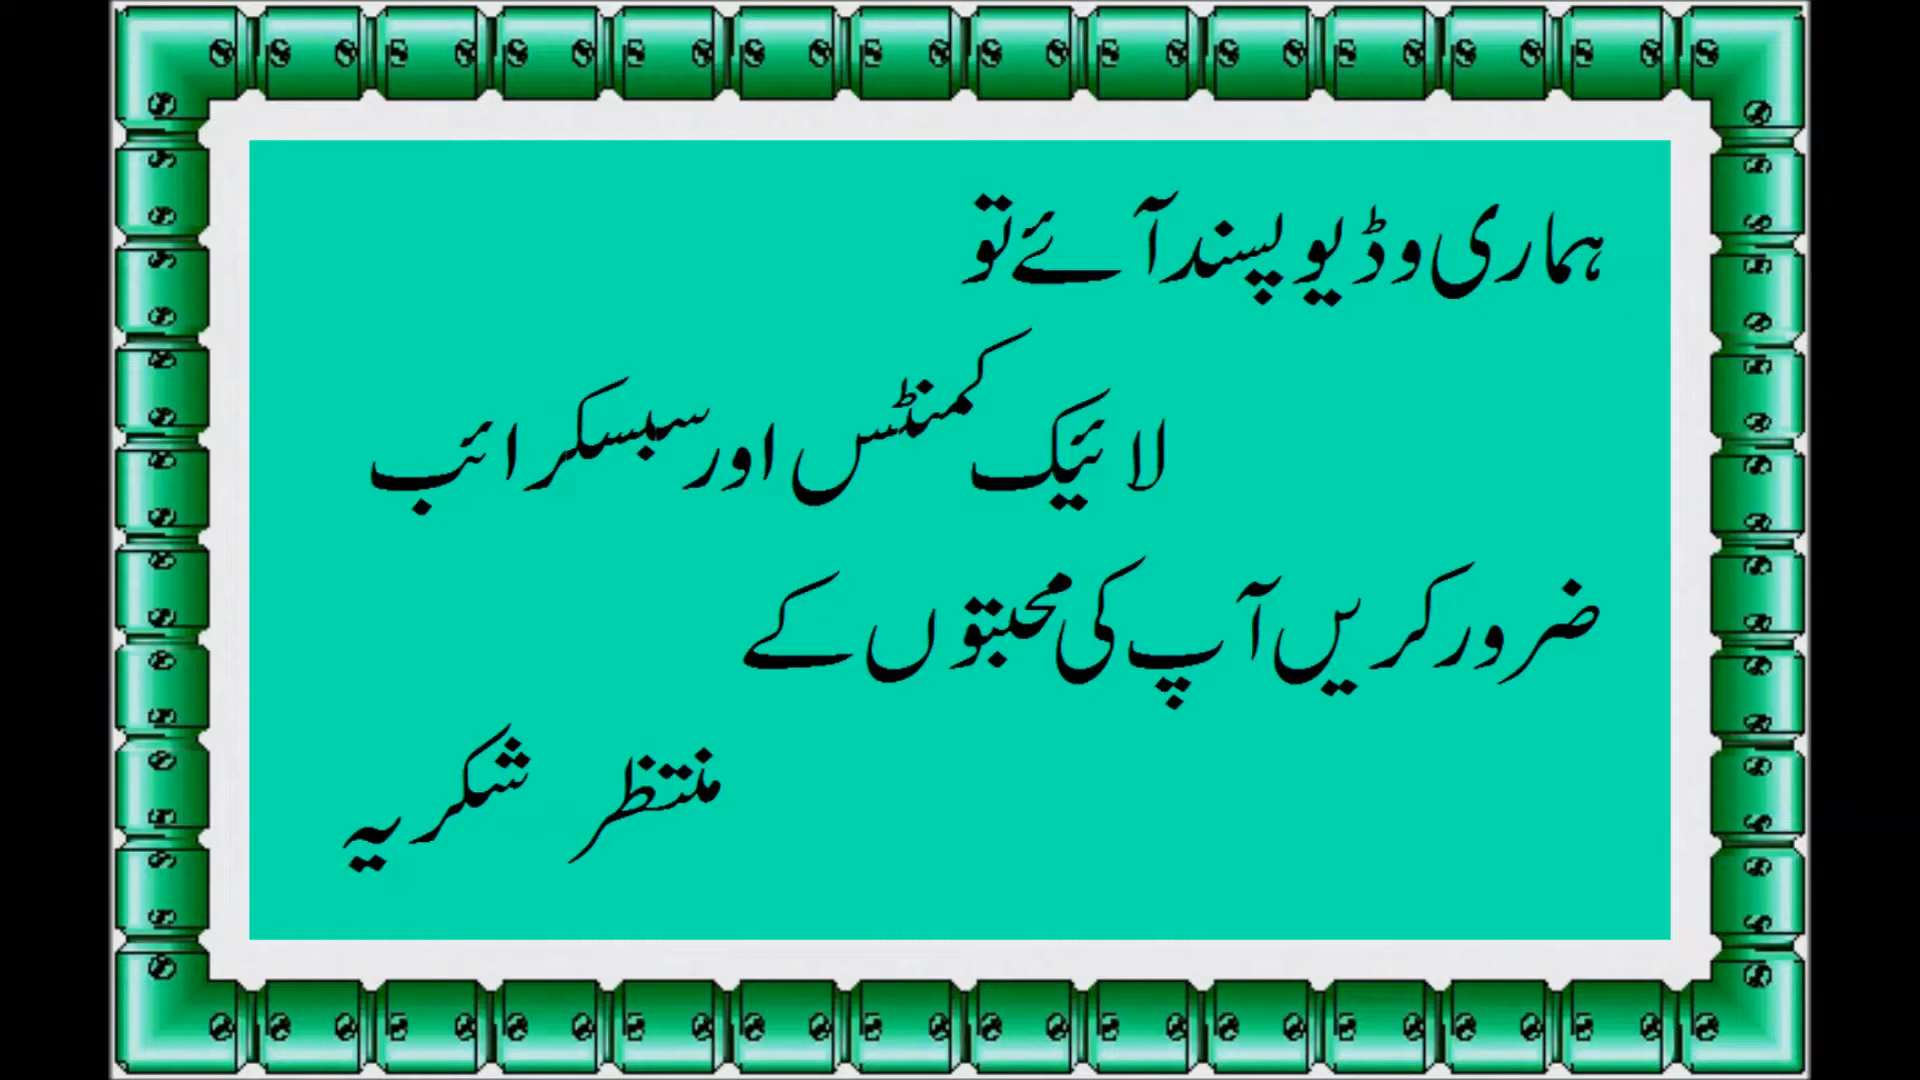 ہماری وڈیو پسند آئے تو
لائیک کمنٹس اور سبسکرائب
ضرور کریں آپ کی محبتوں کے
منتظر شکریہ